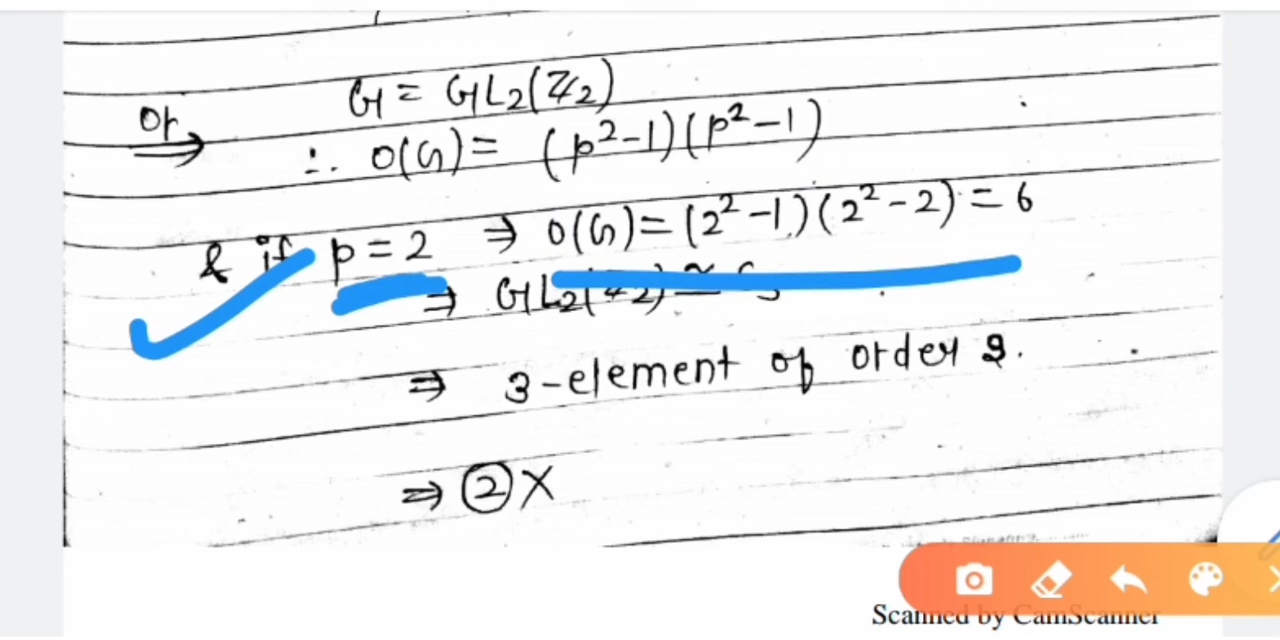 G = GL₂(ℤ₂)
or ⇒ ∴ O(G) = (p²-1)(p²-1)
& if p = 2 ⇒ O(G) = (2²-1)(2²-2) = 6
⇒ GL₂(ℤ₂) ≅
⇒ 3-element of order
⇒ ② X
Scanned by CamScanner